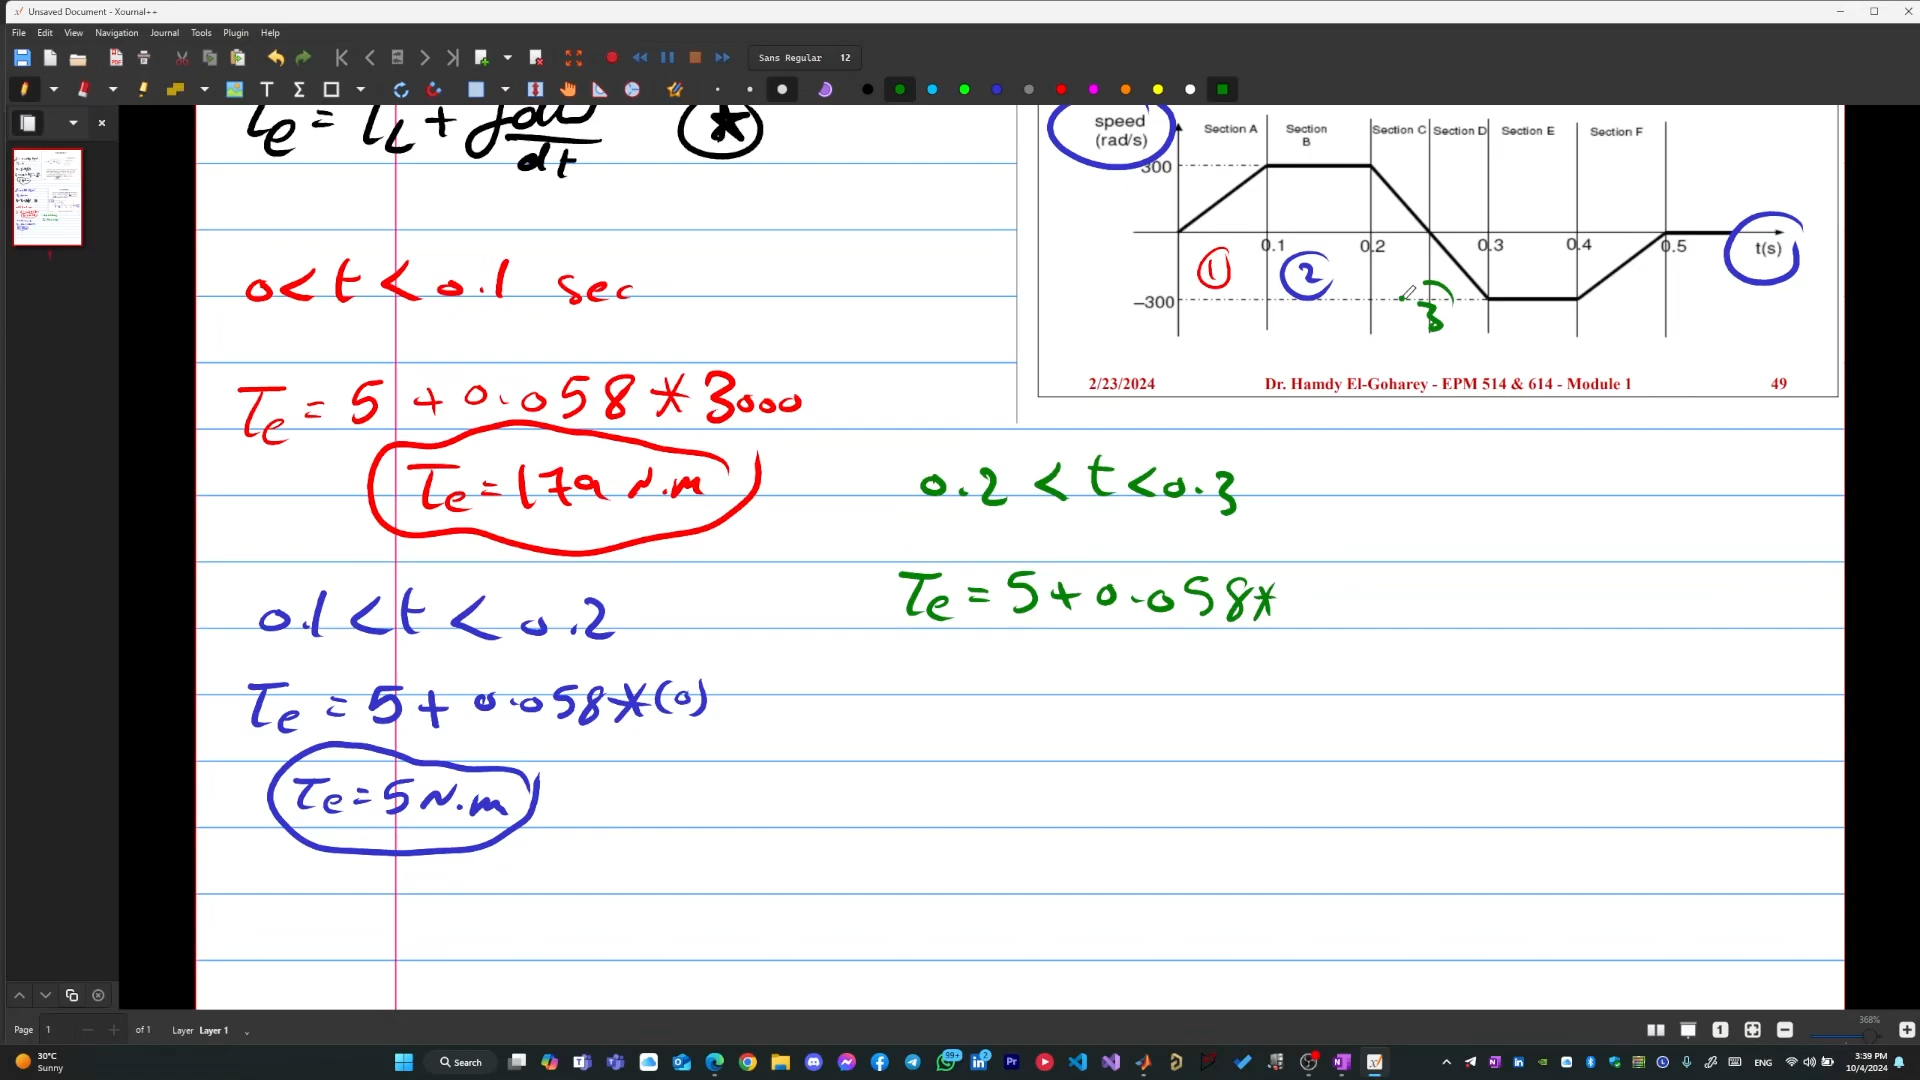 Unsaved Document - Xournal++
File Edit View Navigation Journal Tools Plugin Help
Sans Regular 12
Te = TL + J dω/dt *
speed
(rad/s)
Section A Section B Section C Section D Section E Section F
300
0.1 0.2 0.3 0.4 0.5 t(s)
1 2 3
–300
2/23/2024 Dr. Hamdy El-Goharey - EPM 514 & 614 - Module 1 49
0 < t < 0.1 sec
Te = 5 + 0.058 * 3000
Te = 179 N.m
0.1 < t < 0.2
Te = 5 + 0.058 * (0)
Te = 5 N.m
0.2 < t < 0.3
Te = 5 + 0.058 *
Page 1 of 1 Layer Layer 1
368%
30°C
Sunny
Search
99+
2
ENG
3:39 PM
10/4/2024